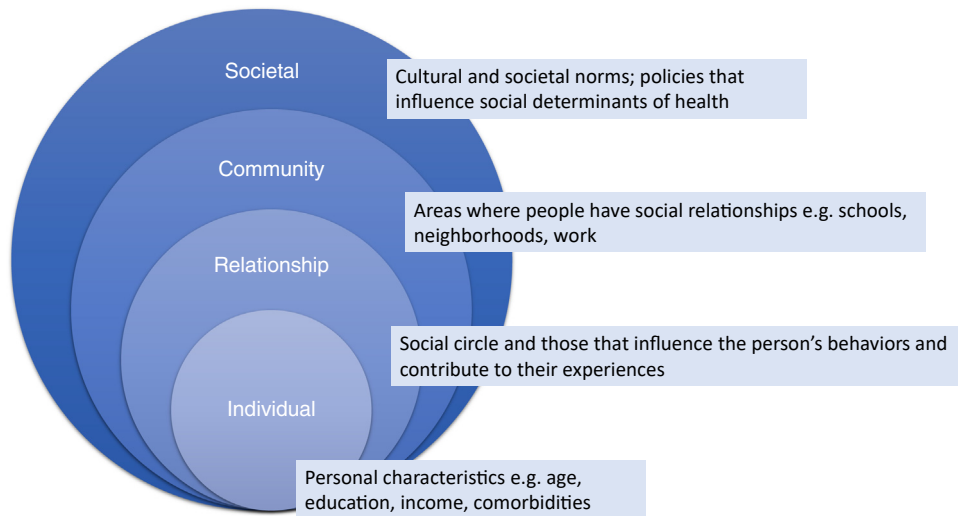 Societal
Cultural and societal norms; policies that
influence social determinants of health
Community
Areas where people have social relationships e.g. schools,
neighborhoods, work
Relationship
Social circle and those that influence the person’s behaviors and
contribute to their experiences
Individual
Personal characteristics e.g. age,
education, income, comorbidities